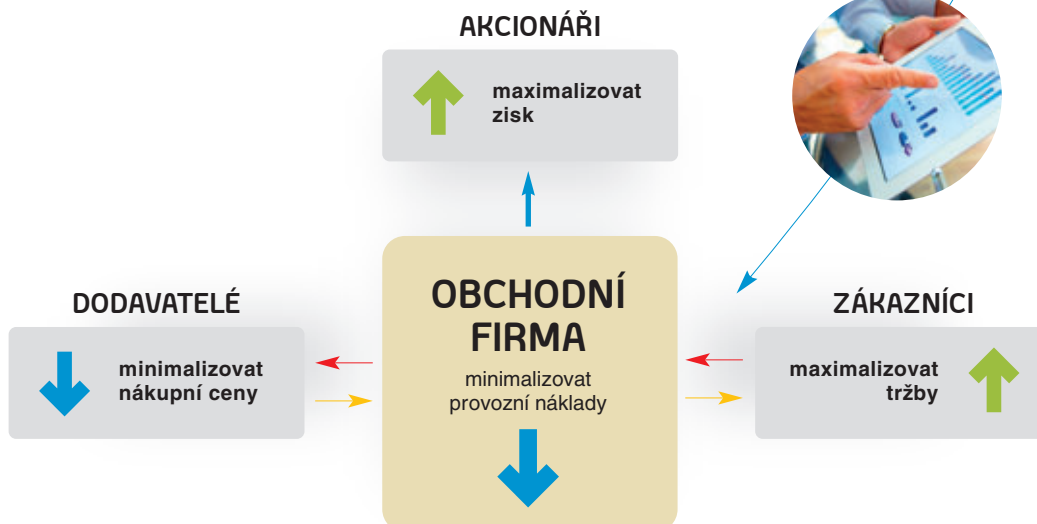 AKCIONÁŘI
maximalizovat
zisk
DODAVATELÉ
minimalizovat
nákupní ceny
OBCHODNÍ
FIRMA
minimalizovat
provozní náklady
ZÁKAZNÍCI
maximalizovat
tržby